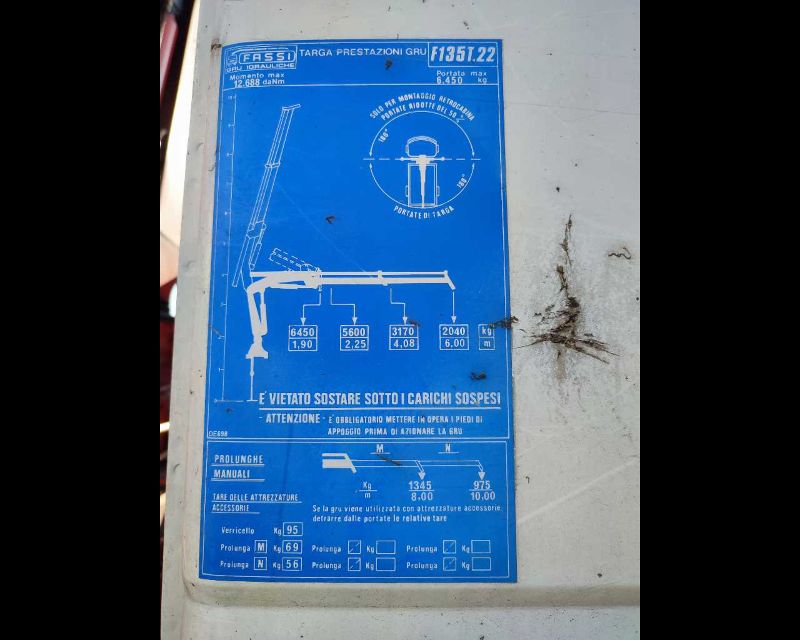 FASSI
GRU IDRAULICHE
TARGA PRESTAZIONI GRU
F135T.22
Momento max
12.688 daNm
Portata max
6.450 kg
SOLO PER MONTAGGIO RETROCABINA
PORTATE RIDOTTE DEL 50%
180°
180°
PORTATE DI TARGA
6450 5600 3170 2040 kg
1,90 2,25 4,08 6,00 m
E' VIETATO SOSTARE SOTTO I CARICHI SOSPESI
- ATTENZIONE - E' OBBLIGATORIO METTERE IN OPERA I PIEDI DI
APPOGGIO PRIMA DI AZIONARE LA GRU
DE698
PROLUNGHE
MANUALI
M N
Kg 1345 975
m 8.00 10.00
TARE DELLE ATTREZZATURE
ACCESSORIE
Se la gru viene utilizzata con attrezzature accessorie
detrarre dalle portate le relative tare
Verricello Kg 95
Prolunga M Kg 69 Prolunga Kg Prolunga Kg
Prolunga N Kg 56 Prolunga Kg Prolunga Kg